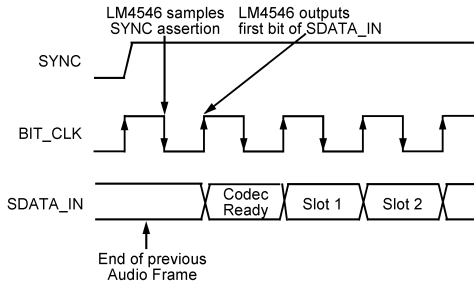 LM4546 samples
SYNC assertion
LM4546 outputs
first bit of SDATA_IN
SYNC
BIT_CLK
SDATA_IN
Codec
Ready
Slot 1
Slot 2
End of previous
Audio Frame